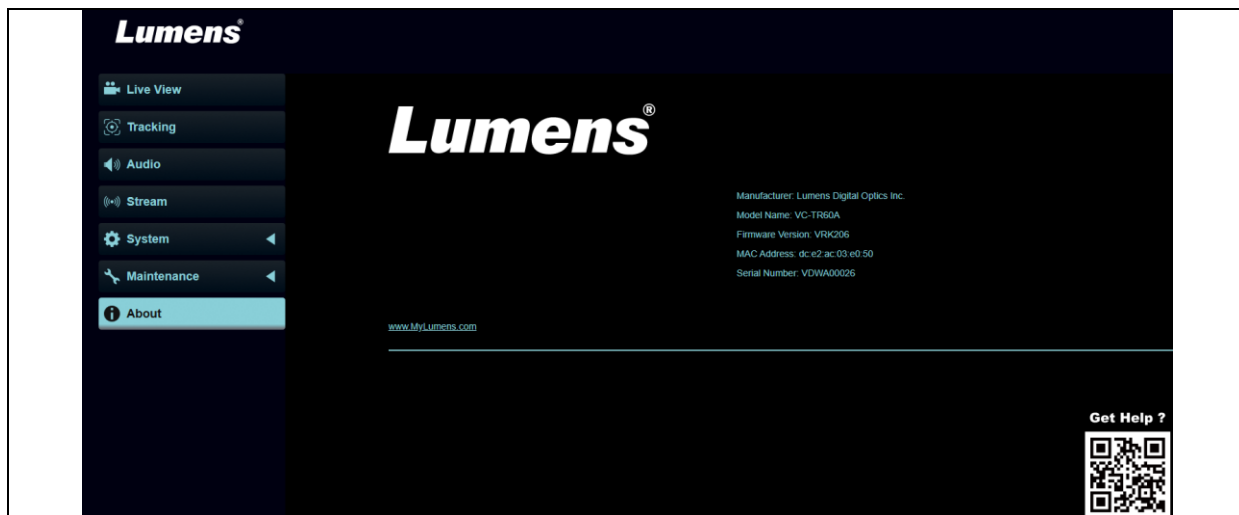 Lumens®
Live View
Tracking
Audio
Stream
System
Maintenance
About
Lumens®
Manufacturer: Lumens Digital Optics Inc.
Model Name: VC-TR60A
Firmware Version: VRK206
MAC Address: dc:e2:ac:03:e0:50
Serial Number: VDWA00026
www.MyLumens.com
Get Help ?